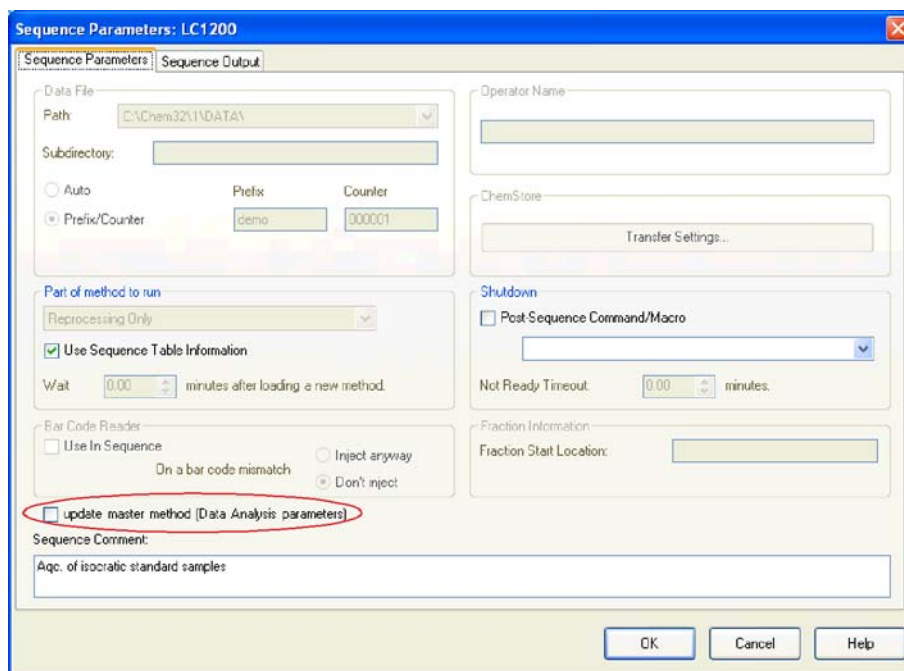 Sequence Parameters: LC1200
Sequence Parameters
Sequence Output
Data File
Path:
C:\Chem32\1\DATA\
Subdirectory:
Auto
Prefix
Counter
Prefix/Counter
demo
000001
Operator Name
ChemStore
Transfer Settings...
Part of method to run
Reprocessing Only
Use Sequence Table Information
Wait 0.00 minutes after loading a new method.
Shutdown
Post-Sequence Command/Macro
Not Ready Timeout: 0.00 minutes.
Bar Code Reader
Use In Sequence
On a bar code mismatch
Inject anyway
Don't inject
Fraction Information
Fraction Start Location:
update master method (Data Analysis parameters)
Sequence Comment:
Aqc. of isocratic standard samples
OK
Cancel
Help